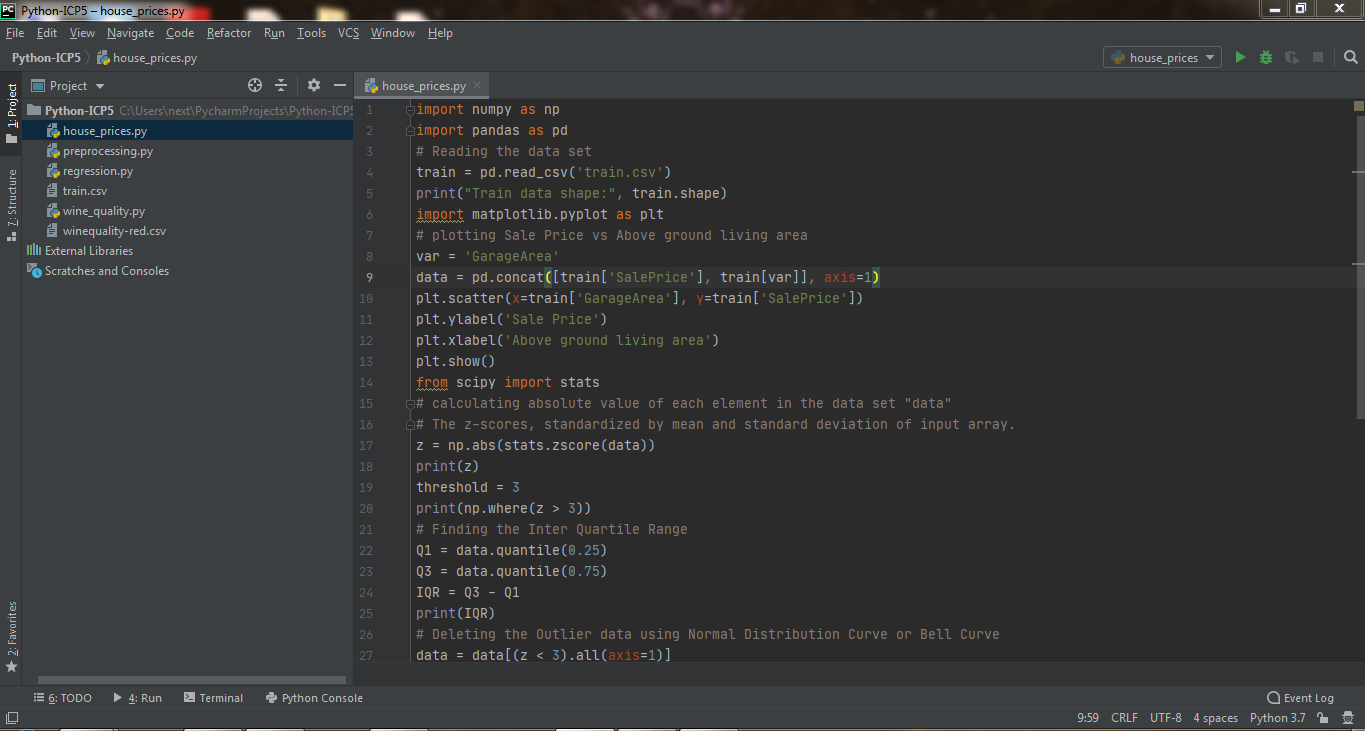 PC Python-ICP5 – house_prices.py
File Edit View Navigate Code Refactor Run Tools VCS Window Help
Python-ICP5 house_prices.py house_prices
1: Project
7: Structure
2: Favorites
Project
Python-ICP5 C:\Users\next\PycharmProjects\Python-ICP5
house_prices.py
preprocessing.py
regression.py
train.csv
wine_quality.py
winequality-red.csv
External Libraries
Scratches and Consoles
house_prices.py
1 import numpy as np
2 import pandas as pd
3 # Reading the data set
4 train = pd.read_csv('train.csv')
5 print("Train data shape:", train.shape)
6 import matplotlib.pyplot as plt
7 # plotting Sale Price vs Above ground living area
8 var = 'GarageArea'
9 data = pd.concat([train['SalePrice'], train[var]], axis=1)
10 plt.scatter(x=train['GarageArea'], y=train['SalePrice'])
11 plt.ylabel('Sale Price')
12 plt.xlabel('Above ground living area')
13 plt.show()
14 from scipy import stats
15 # calculating absolute value of each element in the data set "data"
16 # The z-scores, standardized by mean and standard deviation of input array.
17 z = np.abs(stats.zscore(data))
18 print(z)
19 threshold = 3
20 print(np.where(z > 3))
21 # Finding the Inter Quartile Range
22 Q1 = data.quantile(0.25)
23 Q3 = data.quantile(0.75)
24 IQR = Q3 - Q1
25 print(IQR)
26 # Deleting the Outlier data using Normal Distribution Curve or Bell Curve
27 data = data[(z < 3).all(axis=1)]
6: TODO 4: Run Terminal Python Console Event Log
9:59 CRLF UTF-8 4 spaces Python 3.7